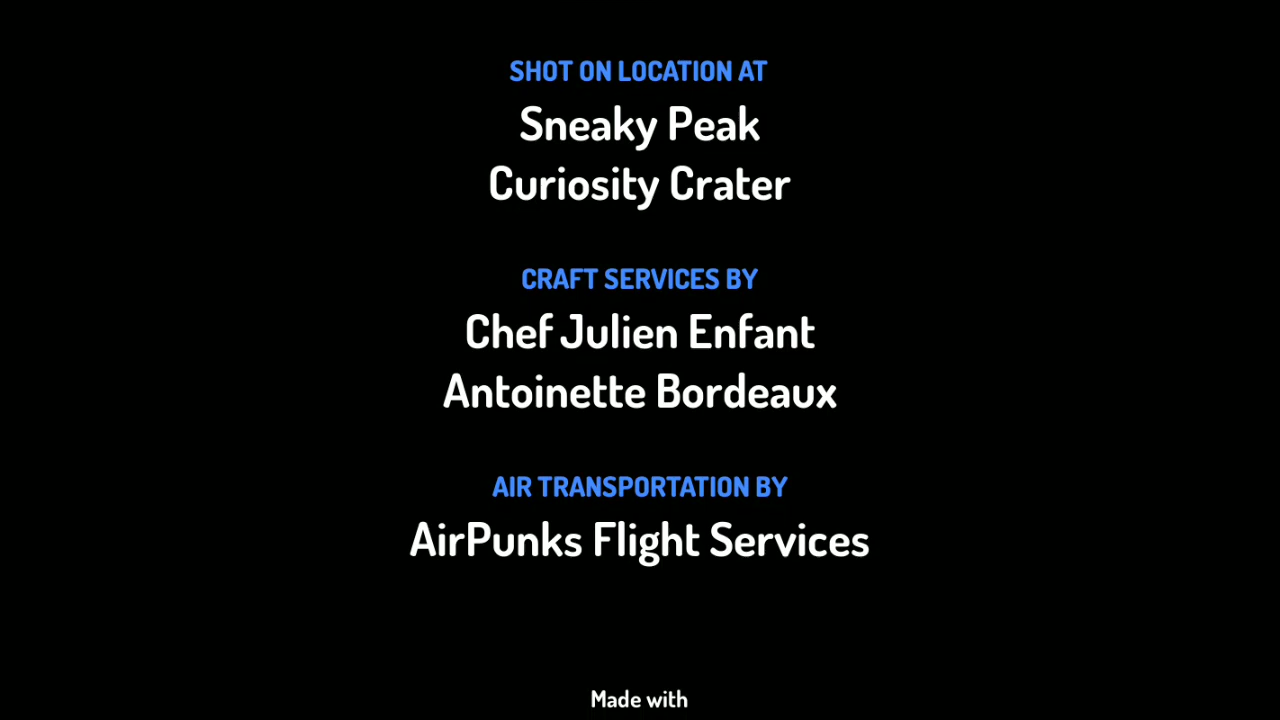 SHOT ON LOCATION AT
Sneaky Peak
Curiosity Crater
CRAFT SERVICES BY
Chef Julien Enfant
Antoinette Bordeaux
AIR TRANSPORTATION BY
AirPunks Flight Services
Made with